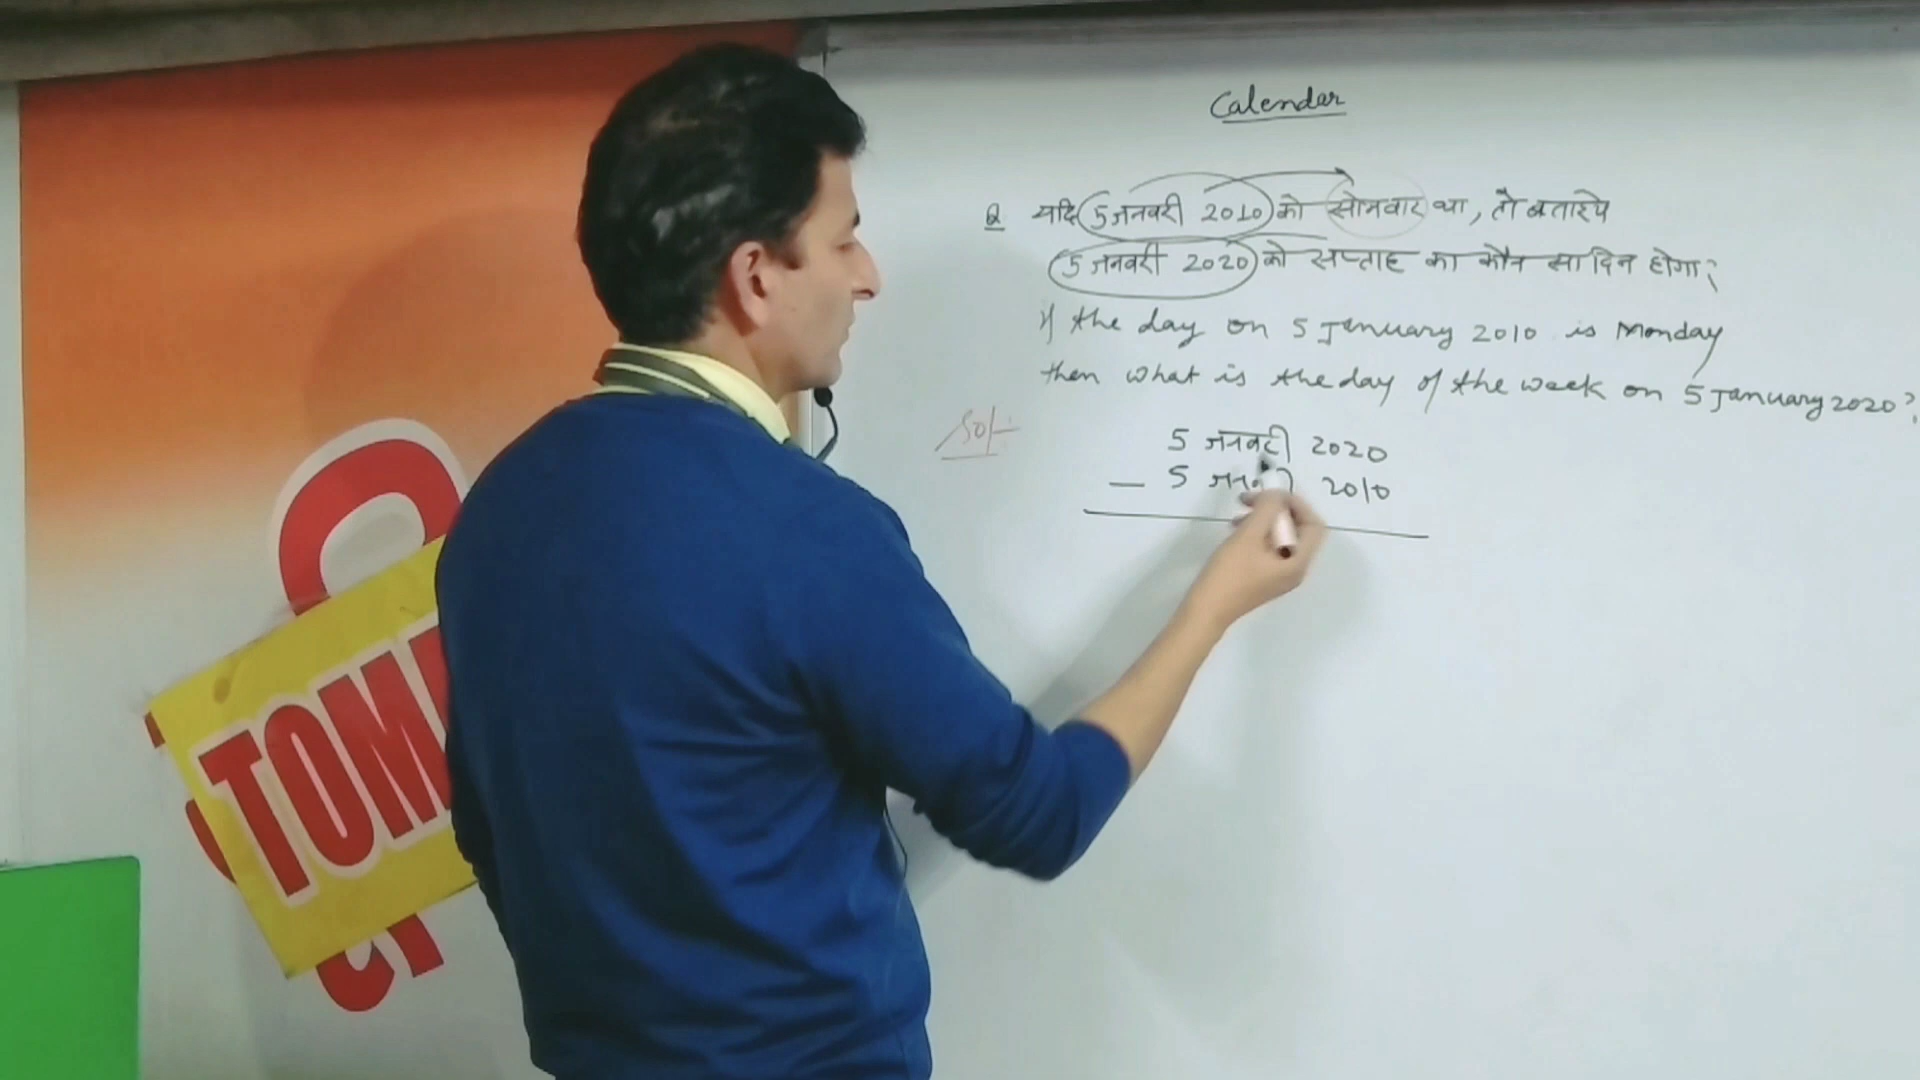 Calendar
Q यदि 5 जनवरी 2010 को सोमवार था, तो बताइये
5 जनवरी 2020 को सप्ताह का कौन सा दिन होगा?
if the day on 5 January 2010 is Monday
then what is the day of the week on 5 January 2020?
Sol:-
5 जनवरी 2020
— 5 2010
TOM